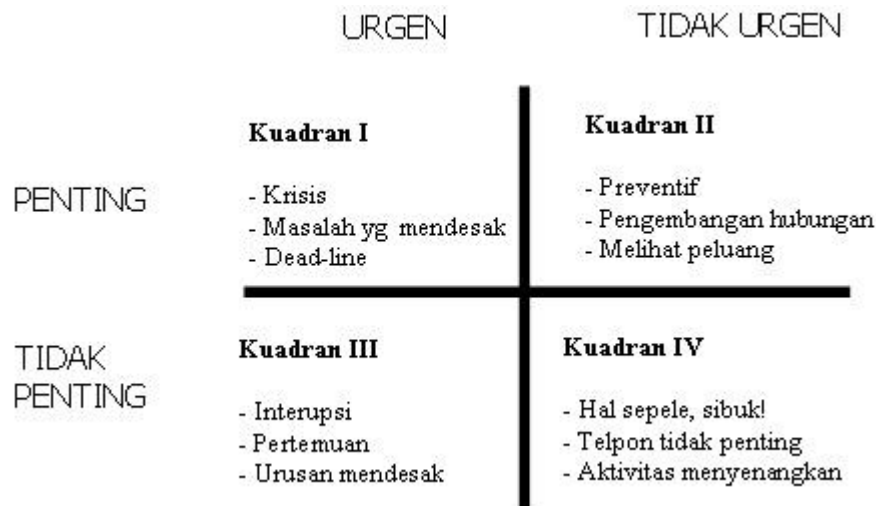 URGEN
TIDAK URGEN
PENTING
Kuadran I
- Krisis
- Masalah yg mendesak
- Dead-line
Kuadran II
- Preventif
- Pengembangan hubungan
- Melihat peluang
TIDAK
PENTING
Kuadran III
- Interupsi
- Pertemuan
- Urusan mendesak
Kuadran IV
- Hal sepele, sibuk!
- Telpon tidak penting
- Aktivitas menyenangkan